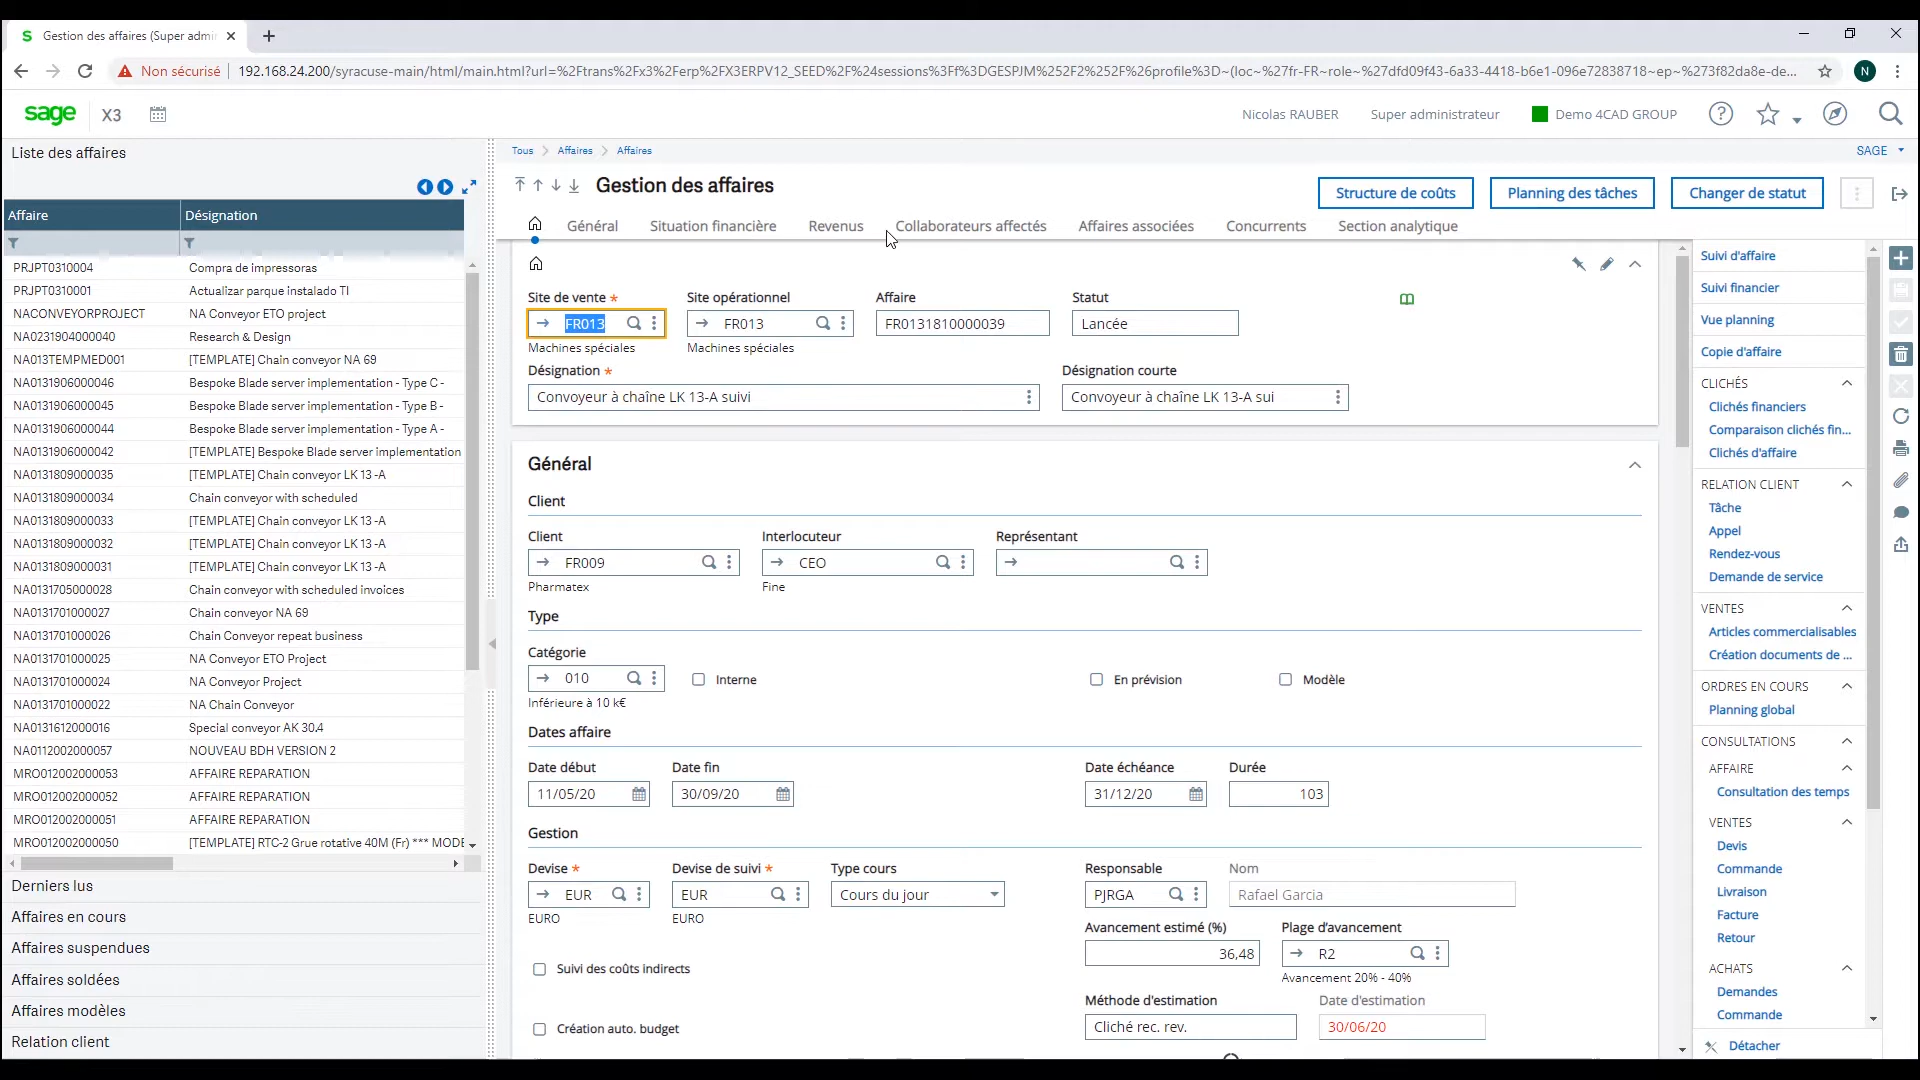 S Gestion des affaires (Super admin
Non sécurisé 192.168.24.200/syracuse-main/html/main.html?url=%2Ftrans%2Fx3%2Ferp%2FX3ERPV12_SEED%2F%24sessions%3Ff%3DGESPJM%252F2%252F%26profile%3D~(loc~%27fr-FR~role~%27dfd09f43-6a33-4418-b6e1-096e72838718~ep~%273f82da8e-de... N
sage X3 Nicolas RAUBER Super administrateur Demo 4CAD GROUP
Liste des affaires
Affaire Désignation
PRJPT0310004 Compra de impressoras
PRJPT0310001 Actualizar parque instalado TI
NACONVEYORPROJECT NA Conveyor ETO project
NA0231904000040 Research & Design
NA013TEMPMED001 [TEMPLATE] Chain conveyor NA 69
NA0131906000046 Bespoke Blade server implementation - Type C -
NA0131906000045 Bespoke Blade server implementation - Type B -
NA0131906000044 Bespoke Blade server implementation - Type A -
NA0131906000042 [TEMPLATE] Bespoke Blade server implementation
NA0131809000035 [TEMPLATE] Chain conveyor LK 13 -A
NA0131809000034 Chain conveyor with scheduled
NA0131809000033 [TEMPLATE] Chain conveyor LK 13 -A
NA0131809000032 [TEMPLATE] Chain conveyor LK 13 -A
NA0131809000031 [TEMPLATE] Chain conveyor LK 13 -A
NA0131705000028 Chain conveyor with scheduled invoices
NA0131701000027 Chain conveyor NA 69
NA0131701000026 Chain Conveyor repeat business
NA0131701000025 NA Conveyor ETO Project
NA0131701000024 NA Conveyor Project
NA0131701000022 NA Chain Conveyor
NA0131612000016 Special conveyor AK 30.4
NA0112002000057 NOUVEAU BDH VERSION 2
MRO012002000053 AFFAIRE REPARATION
MRO012002000052 AFFAIRE REPARATION
MRO012002000051 AFFAIRE REPARATION
MRO012002000050 [TEMPLATE] RTC-2 Grue rotative 40M (Fr) *** MODE
Derniers lus
Affaires en cours
Affaires suspendues
Affaires soldées
Affaires modèles
Relation client
Tous Affaires Affaires SAGE
Gestion des affaires Structure de coûts Planning des tâches Changer de statut
Général Situation financière Revenus Collaborateurs affectés Affaires associées Concurrents Section analytique
Site de vente * Site opérationnel Affaire Statut
FR013 FR013 FR0131810000039 Lancée
Machines spéciales Machines spéciales
Désignation * Désignation courte
Convoyeur à chaîne LK 13-A suivi Convoyeur à chaîne LK 13-A sui
Général
Client
Client Interlocuteur Représentant
FR009 CEO
Pharmatex Fine
Type
Catégorie
010 Interne En prévision Modèle
Inférieure à 10 k€
Dates affaire
Date début Date fin Date échéance Durée
11/05/20 30/09/20 31/12/20 103
Gestion
Devise * Devise de suivi * Type cours Responsable Nom
EUR EUR Cours du jour PJRGA Rafael Garcia
EURO EURO
Avancement estimé (%) Plage d’avancement
36,48 R2
Suivi des coûts indirects Avancement 20% - 40%
Méthode d'estimation Date d'estimation
Création auto. budget Cliché rec. rev. 30/06/20
Suivi d'affaire
Suivi financier
Vue planning
Copie d'affaire
CLICHÉS
Clichés financiers
Comparaison clichés fin...
Clichés d'affaire
RELATION CLIENT
Tâche
Appel
Rendez-vous
Demande de service
VENTES
Articles commercialisables
Création documents de ...
ORDRES EN COURS
Planning global
CONSULTATIONS
AFFAIRE
Consultation des temps
VENTES
Devis
Commande
Livraison
Facture
Retour
ACHATS
Demandes
Commande
Détacher